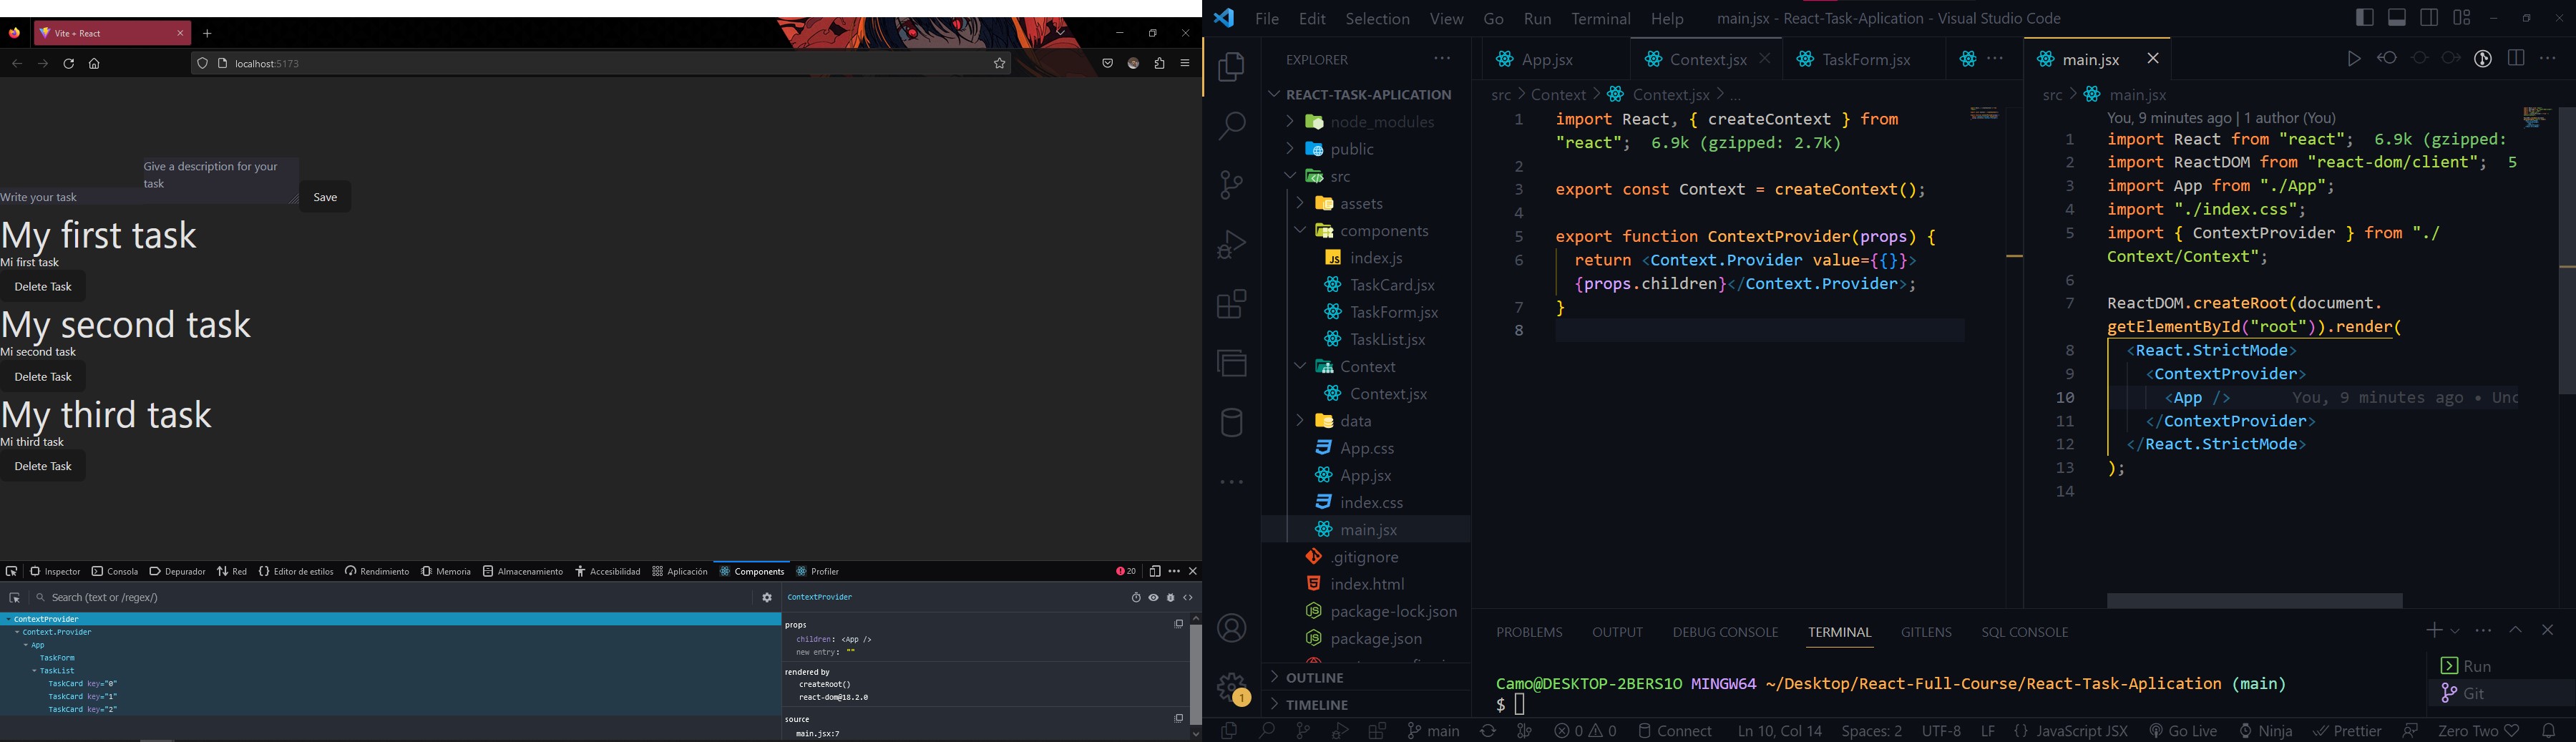 Vite + React
localhost:5173
Give a description for your
task
Write your task
Save
My first task
Mi first task
Delete Task
My second task
Mi second task
Delete Task
My third task
Mi third task
Delete Task
Inspector
Consola
Depurador
Red
Editor de estilos
Rendimiento
Memoria
Almacenamiento
Accesibilidad
Aplicación
Components
Profiler
20
Search (text or /regex/)
ContextProvider
Context.Provider
App
TaskForm
TaskList
TaskCard key="0"
TaskCard key="1"
TaskCard key="2"
ContextProvider
props
children: <App />
new entry: ""
rendered by
createRoot()
react-dom@18.2.0
source
main.jsx:7
File Edit Selection View Go Run Terminal Help
main.jsx - React-Task-Aplication - Visual Studio Code
EXPLORER
REACT-TASK-APLICATION
node_modules
public
src
assets
components
index.js
TaskCard.jsx
TaskForm.jsx
TaskList.jsx
Context
Context.jsx
data
App.css
App.jsx
index.css
main.jsx
.gitignore
index.html
package-lock.json
package.json
OUTLINE
TIMELINE
1
App.jsx
Context.jsx
TaskForm.jsx
src > Context > Context.jsx > ...
1 import React, { createContext } from
"react"; 6.9k (gzipped: 2.7k)
2
3 export const Context = createContext();
4
5 export function ContextProvider(props) {
6 return <Context.Provider value={{}}>
{props.children}</Context.Provider>;
7 }
8
main.jsx
src > main.jsx
You, 9 minutes ago | 1 author (You)
1 import React from "react"; 6.9k (gzipped:
2 import ReactDOM from "react-dom/client"; 5
3 import App from "./App";
4 import "./index.css";
5 import { ContextProvider } from "./
Context/Context";
6
7 ReactDOM.createRoot(document.
getElementById("root")).render(
8 <React.StrictMode>
9 <ContextProvider>
10 <App /> You, 9 minutes ago • Unc
11 </ContextProvider>
12 </React.StrictMode>
13 );
14
PROBLEMS
OUTPUT
DEBUG CONSOLE
TERMINAL
GITLENS
SQL CONSOLE
Camo@DESKTOP-2BERS1O MINGW64 ~/Desktop/React-Full-Course/React-Task-Aplication (main)
$
Run
Git
main
0
0
Connect
Ln 10, Col 14
Spaces: 2
UTF-8
LF
{} JavaScript JSX
Go Live
Ninja
Prettier
Zero Two